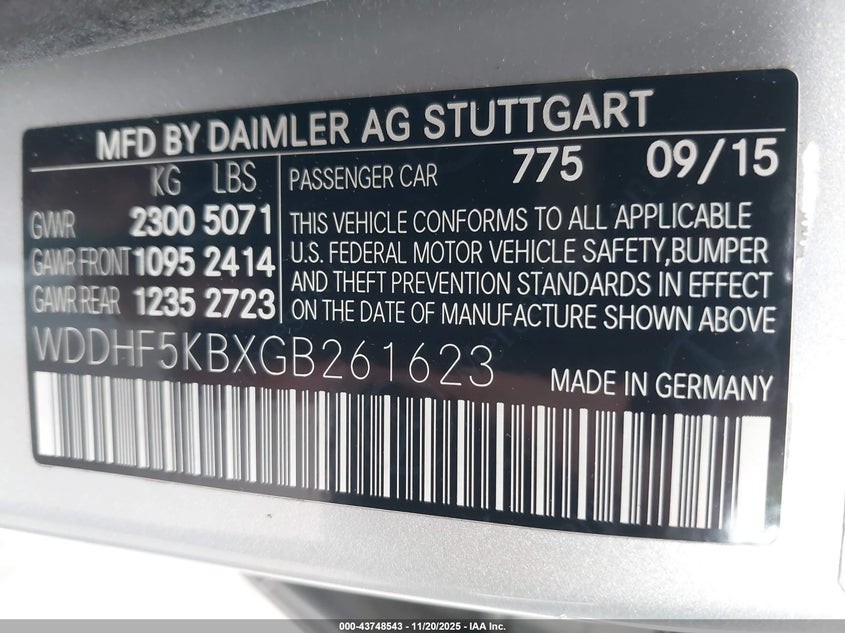 MFD BY DAIMLER AG STUTTGART
KG LBS
GVWR 2300 5071
GAWR FRONT 1095 2414
GAWR REAR 1235 2723
PASSENGER CAR 775 09/15
THIS VEHICLE CONFORMS TO ALL APPLICABLE
U.S. FEDERAL MOTOR VEHICLE SAFETY,BUMPER
AND THEFT PREVENTION STANDARDS IN EFFECT
ON THE DATE OF MANUFACTURE SHOWN ABOVE
WDDHF5KBXGB261623
MADE IN GERMANY
000-43748543 - 11/20/2025 - IAA Inc.